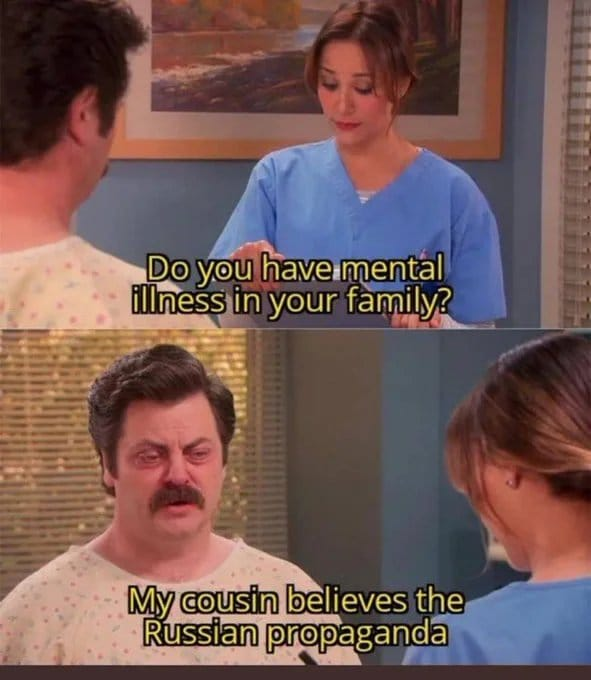 Do you have mental
illness in your family?
My cousin believes the
Russian propaganda